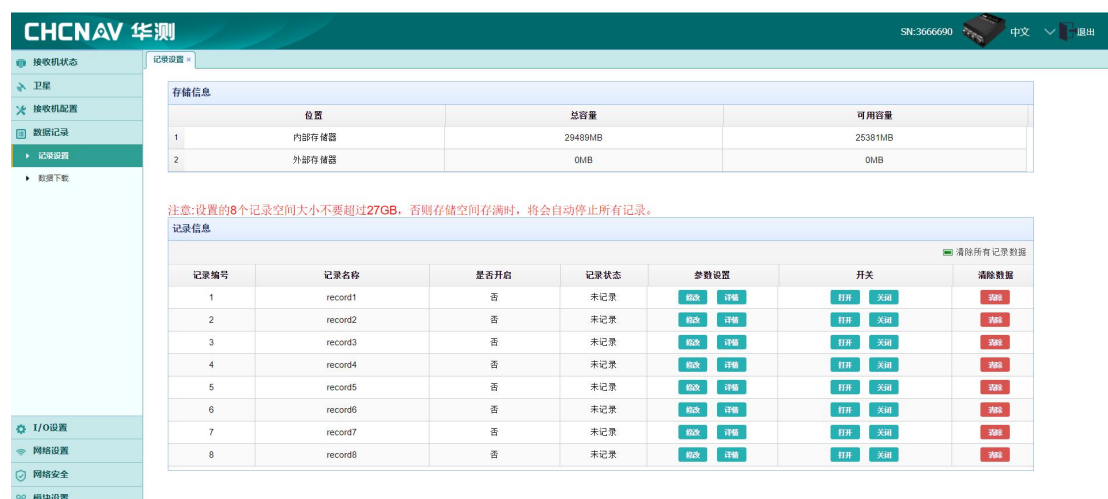 CHCNAV 华测
SN:3666690 中文 退出
接收机状态
卫星
接收机配置
数据记录
记录设置
数据下载
I/O设置
网络设置
网络安全
模块设置
记录设置 ×
存储信息
位置 总容量 可用容量
1 内部存储器 29489MB 25381MB
2 外部存储器 0MB 0MB
注意:设置的8个记录空间大小不要超过27GB，否则存储空间存满时，将会自动停止所有记录。
记录信息
清除所有记录数据
记录编号 记录名称 是否开启 记录状态 参数设置 开关 清除数据
1 record1 否 未记录 修改 详情 打开 关闭 清除
2 record2 否 未记录 修改 详情 打开 关闭 清除
3 record3 否 未记录 修改 详情 打开 关闭 清除
4 record4 否 未记录 修改 详情 打开 关闭 清除
5 record5 否 未记录 修改 详情 打开 关闭 清除
6 record6 否 未记录 修改 详情 打开 关闭 清除
7 record7 否 未记录 修改 详情 打开 关闭 清除
8 record8 否 未记录 修改 详情 打开 关闭 清除